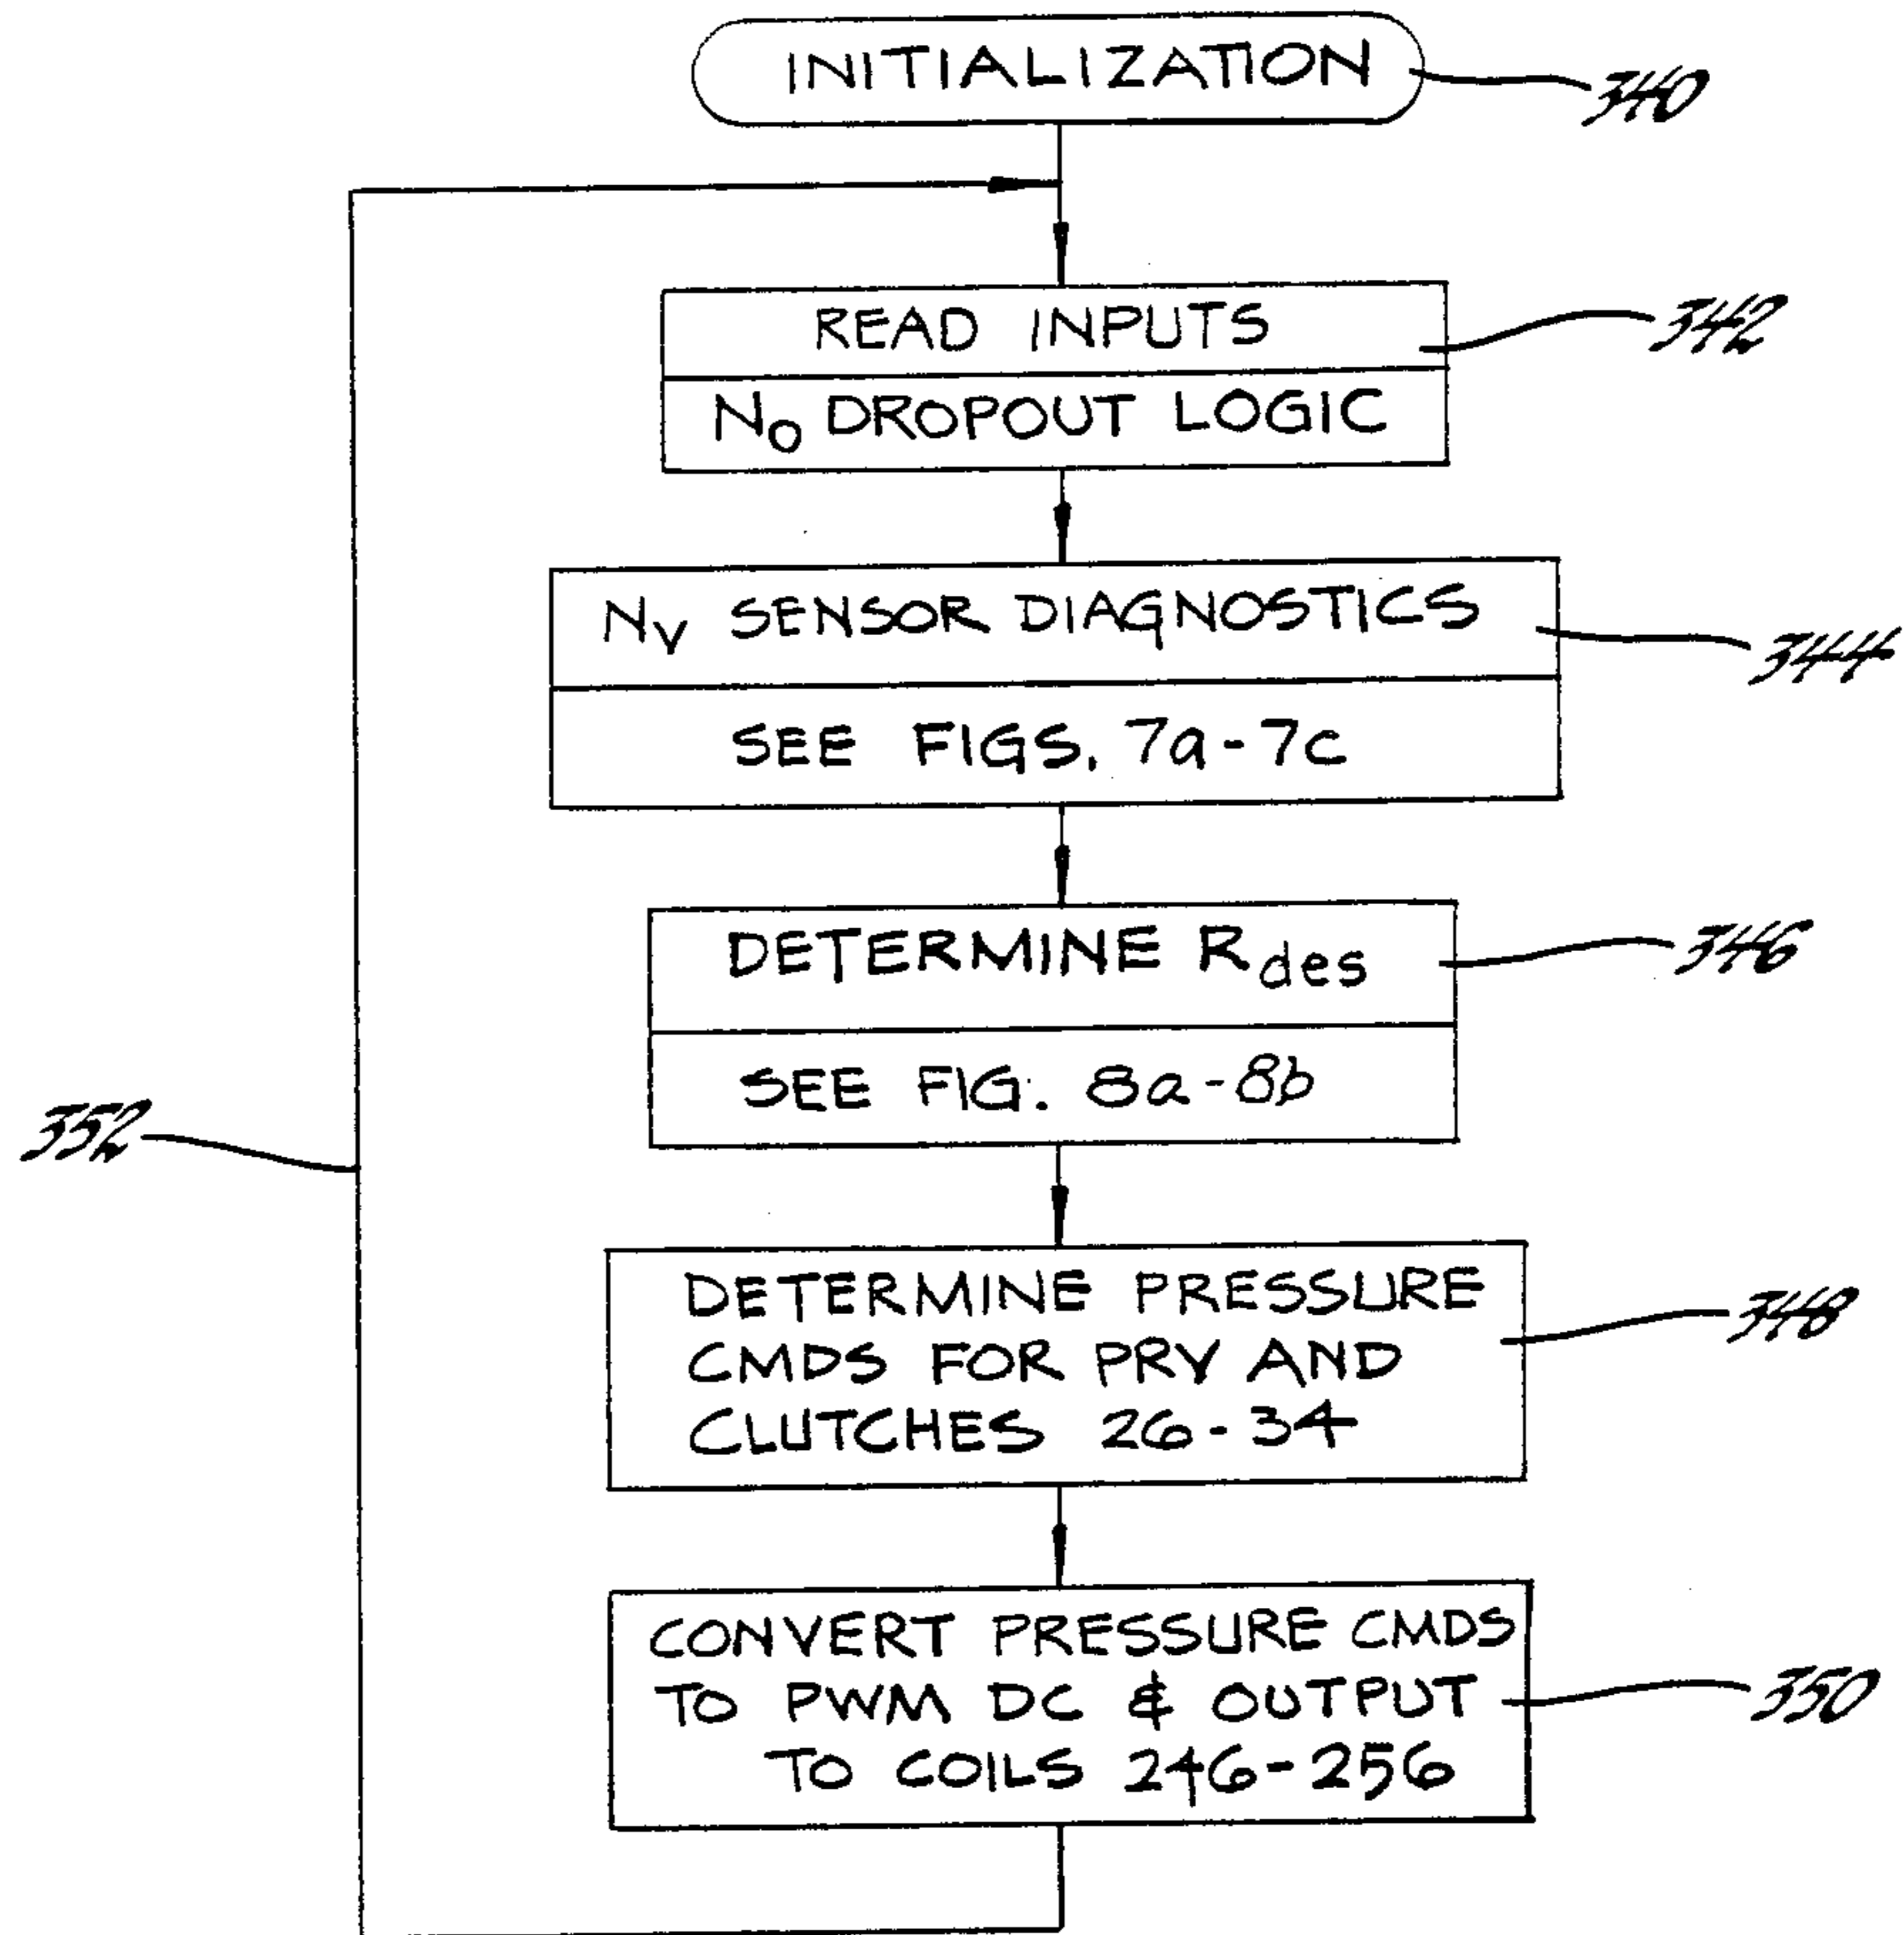 INITIALIZATION
340
READ INPUTS
342
No DROPOUT LOGIC
Nv SENSOR DIAGNOSTICS
344
SEE FIGS. 7a-7c
DETERMINE Rdes
346
SEE FIG. 8a-8b
352
DETERMINE PRESSURE
CMDS FOR PRV AND
CLUTCHES 26-34
348
CONVERT PRESSURE CMDS
TO PWM DC & OUTPUT
TO COILS 246-256
350